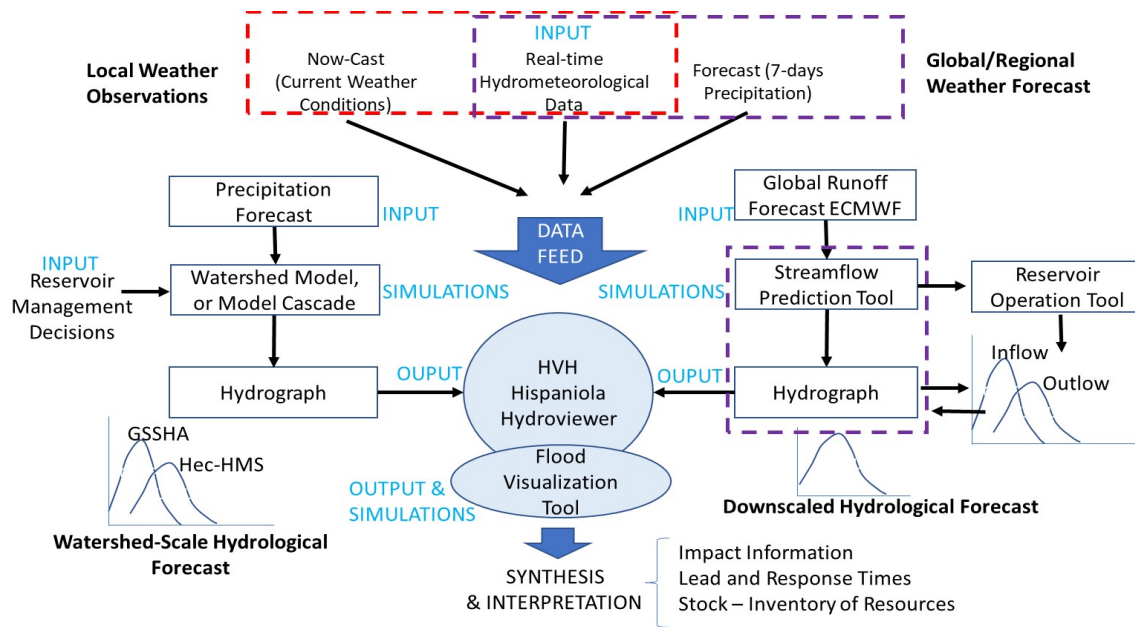 INPUT
Local Weather
Observations
Now-Cast
(Current Weather
Conditions)
Real-time
Hydrometeorological
Data
Forecast (7-days
Precipitation)
Global/Regional
Weather Forecast
Precipitation
Forecast
INPUT
DATA
FEED
INPUT
Global Runoff
Forecast ECMWF
INPUT
Reservoir
Management
Decisions
Watershed Model,
or Model Cascade
SIMULATIONS
SIMULATIONS
Streamflow
Prediction Tool
Reservoir
Operation Tool
Hydrograph
OUPUT
HVH
Hispaniola
Hydroviewer
OUPUT
Hydrograph
Inflow
Outlow
GSSHA
Hec-HMS
Flood
Visualization
Tool
OUTPUT &
SIMULATIONS
Watershed-Scale Hydrological
Forecast
Downscaled Hydrological Forecast
SYNTHESIS
& INTERPRETATION
Impact Information
Lead and Response Times
Stock – Inventory of Resources